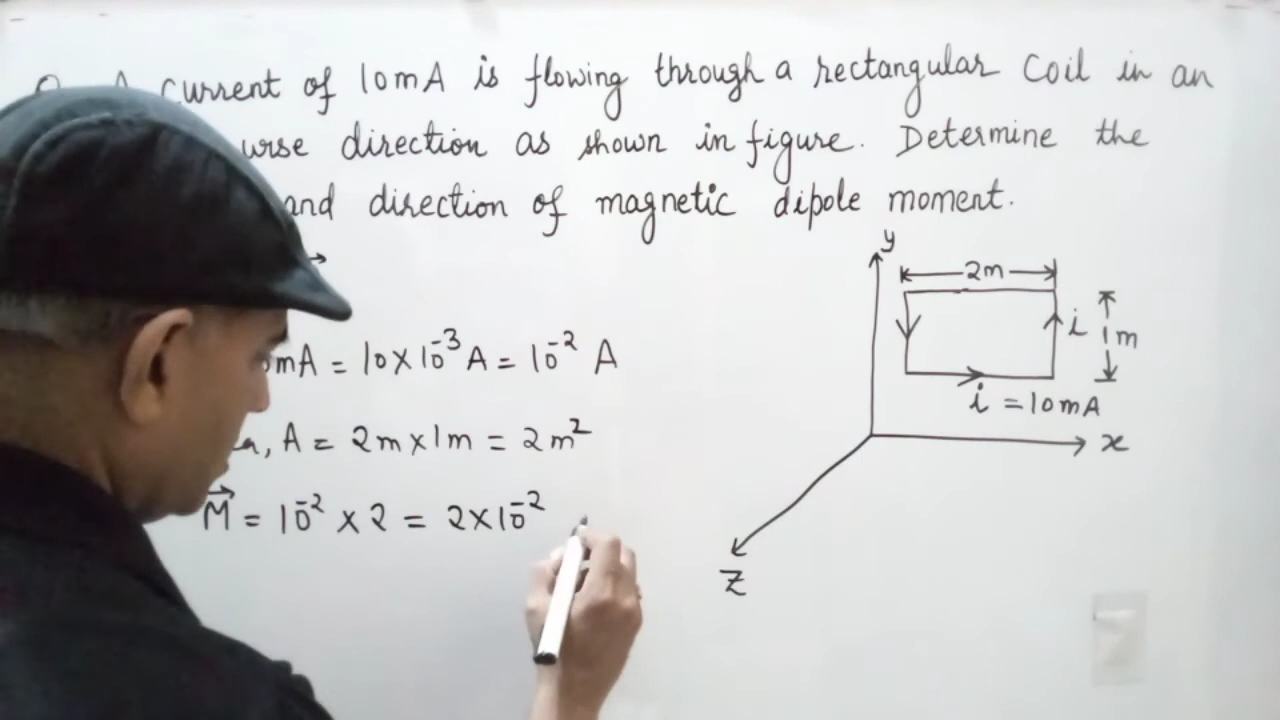 current of 10mA is flowing through a rectangular Coil in an
direction as shown in figure. Determine the
and direction of magnetic dipole moment.
y
2m
i 1m
mA = 10×10⁻³ A = 10⁻² A
i = 10mA
, A = 2m×1m = 2m²
x
M⃗ = 10⁻² × 2 = 2×10⁻²
Z